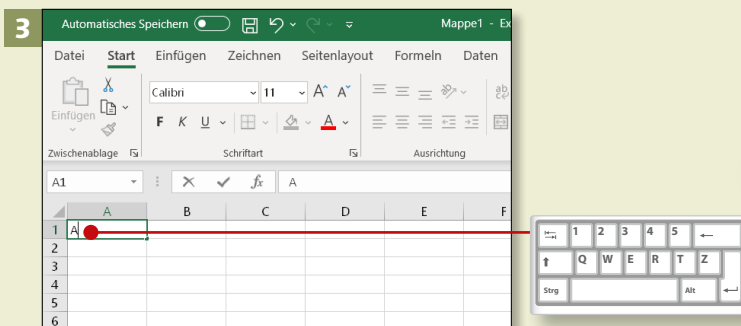 3
Automatisches Speichern Mappe1 - Ex
Datei Start Einfügen Zeichnen Seitenlayout Formeln Daten
Einfügen Calibri 11 A A ab
F K U A
Zwischenablage Schriftart Ausrichtung
A1 fx A
A B C D E F
1 A
2
3
4
5
6
1 2 3 4 5
Q W E R T Z
Strg Alt